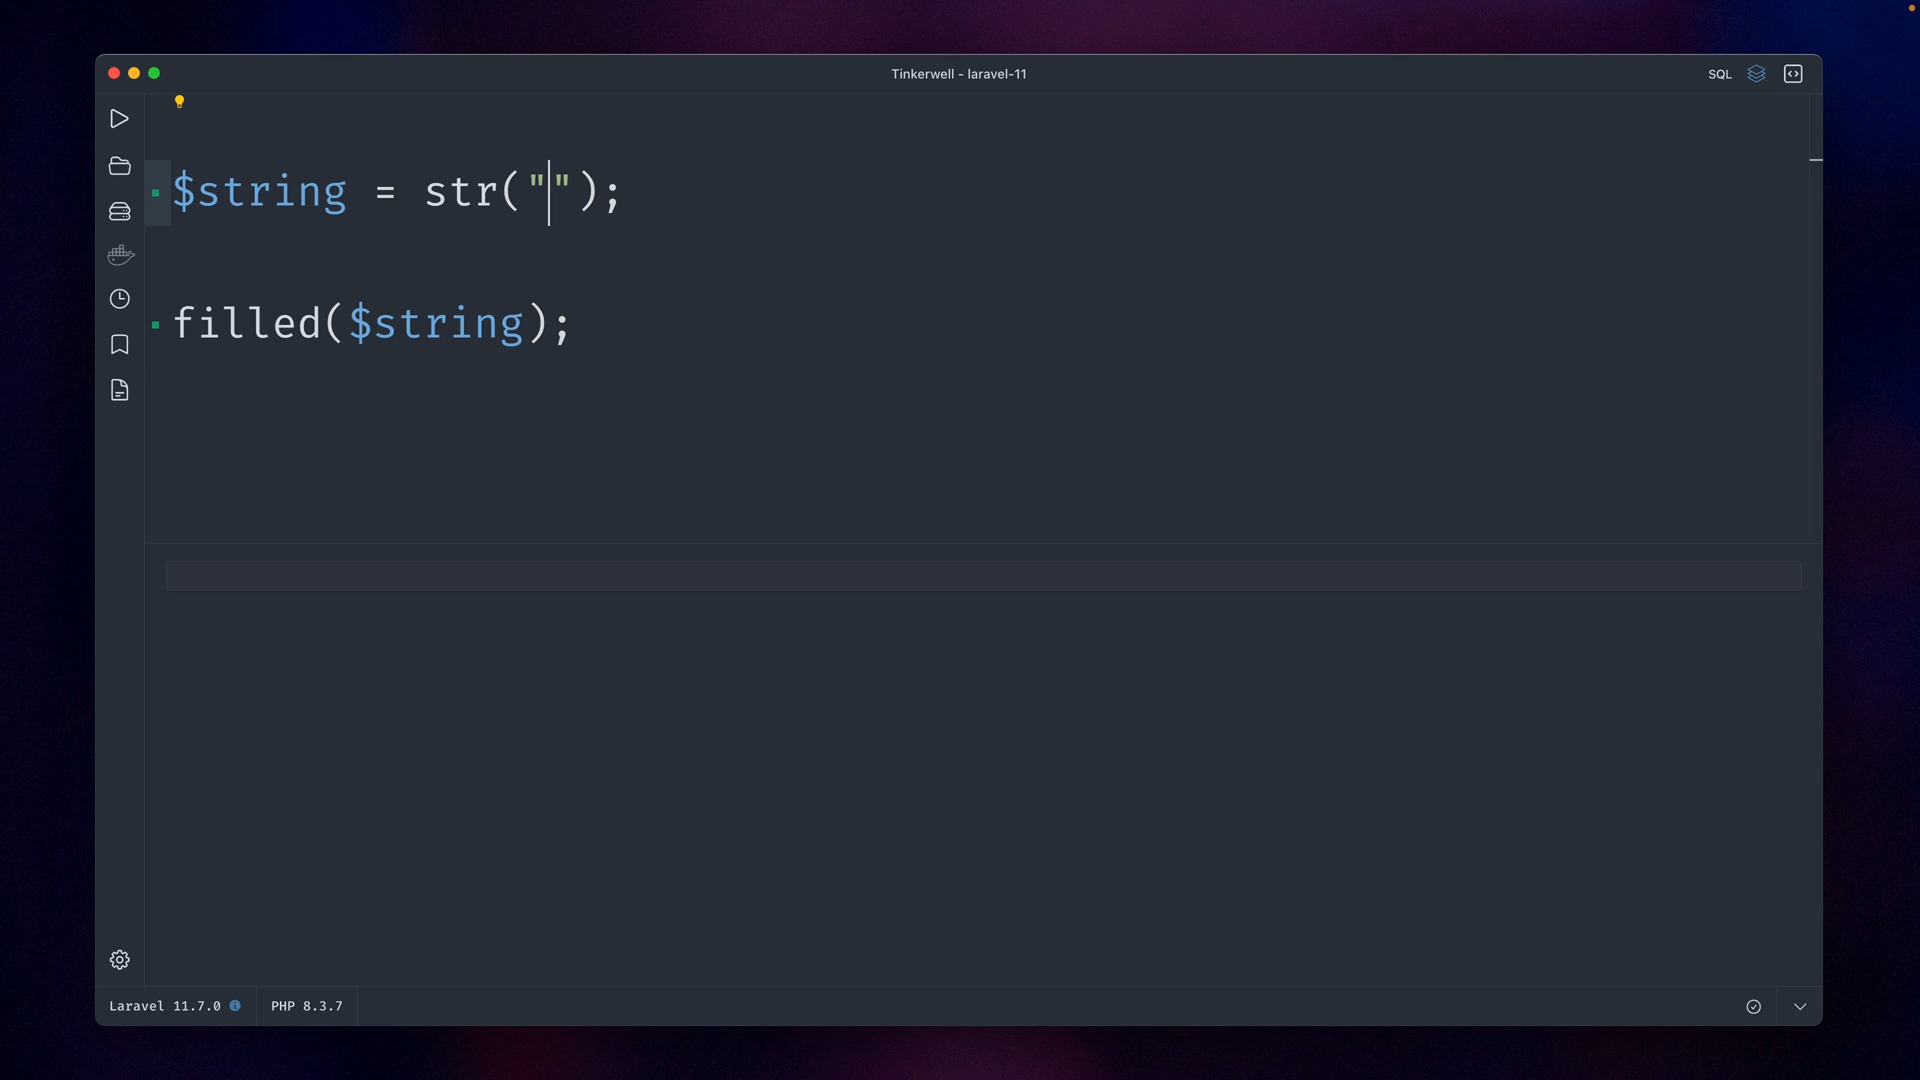 Tinkerwell - laravel-11
SQL
$string = str("");
filled($string);
Laravel 11.7.0
PHP 8.3.7